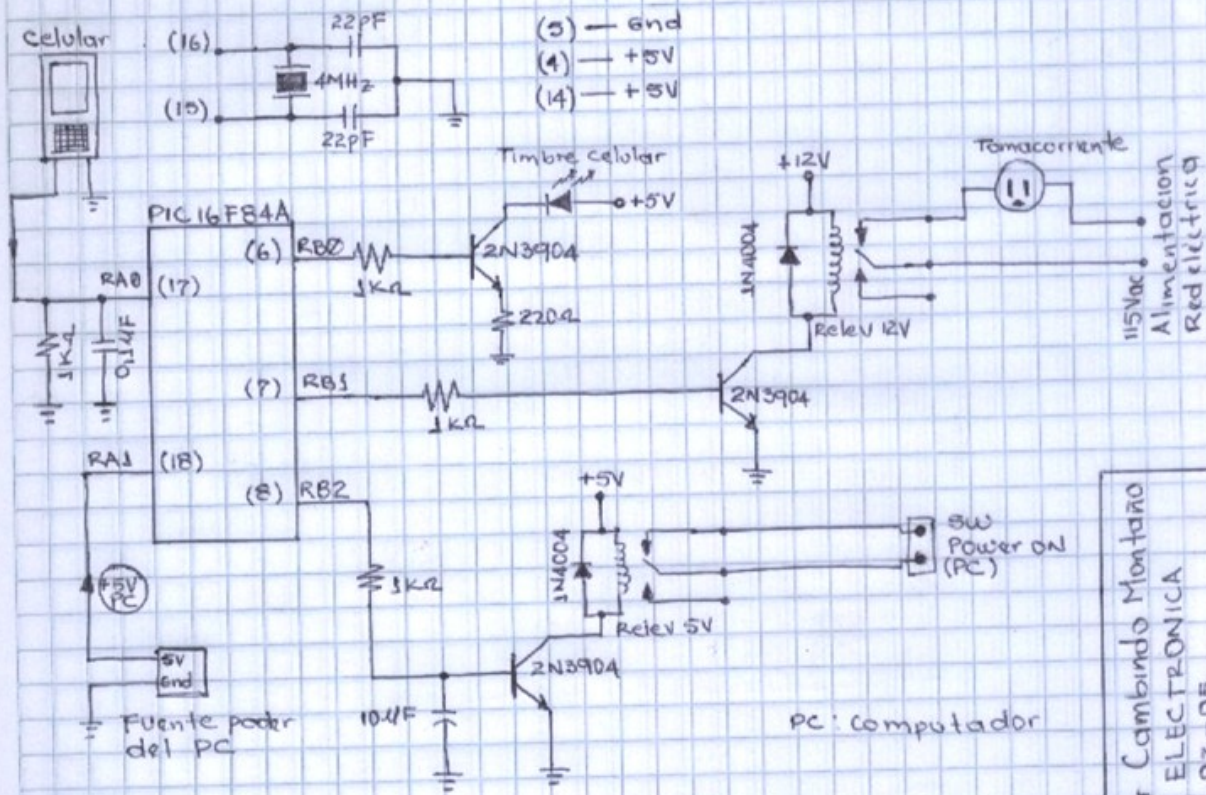 Celular
(16)
22PF
4MHz
(15)
22PF
(5) — Gnd
(4) — +5V
(14) — +5V
Timbre Celular
+5V
PIC16F84A
(6) RB0
1KΩ
2N3904
220Ω
RA0
(17)
1KΩ
0,1MF
(7) RB1
1KΩ
2N3904
+12V
1N4004
Relev 12V
Tomacorriente
115Vac
Alimentacion
Red eléctrica
RA1
(18)
(8) RB2
1KΩ
+5V
PC
5V
Gnd
Fuente poder
del PC
10MF
2N3904
+5V
1N4004
Relev 5V
SW
Power ON
(PC)
PC: Computador
Cambindo Montaño
ELECTRONICA